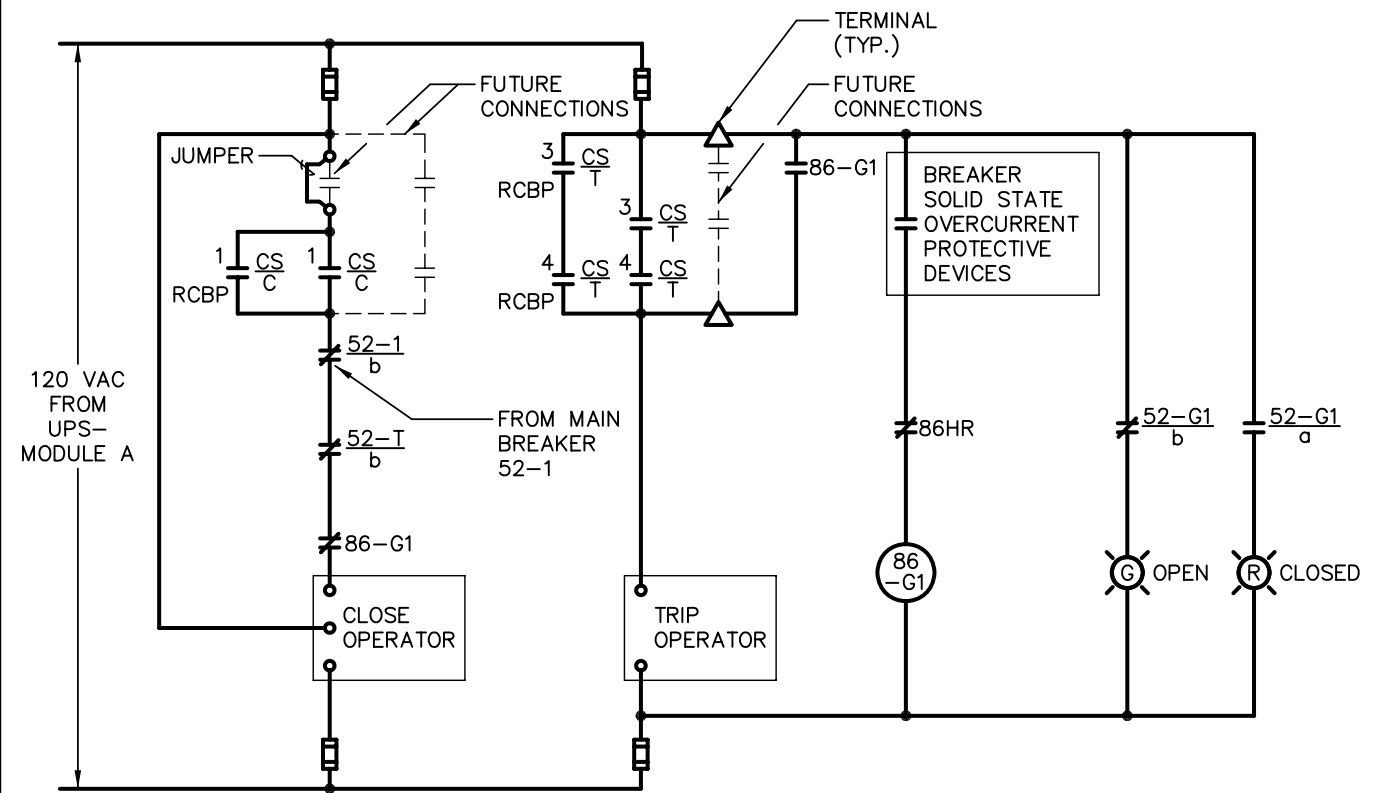 TERMINAL
(TYP.)
FUTURE
CONNECTIONS
FUTURE
CONNECTIONS
JUMPER
3
CS
T
RCBP
86-G1
BREAKER
SOLID STATE
OVERCURRENT
PROTECTIVE
DEVICES
3
CS
T
1
CS
C
1
CS
C
RCBP
4
CS
T
4
CS
T
RCBP
52-1
b
120 VAC
FROM
UPS-
MODULE A
FROM MAIN
BREAKER
52-1
52-T
b
86HR
52-G1
b
52-G1
a
86-G1
86
-G1
G
OPEN
R
CLOSED
CLOSE
OPERATOR
TRIP
OPERATOR